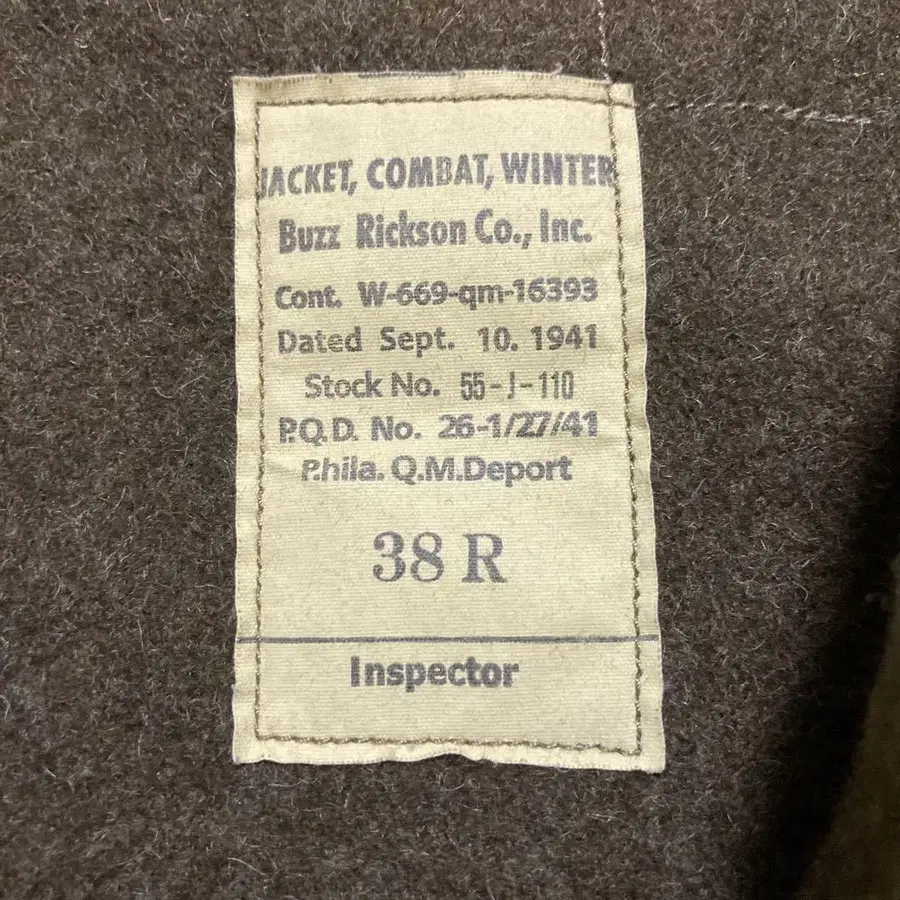 JACKET, COMBAT, WINTER
Buzz Rickson Co., Inc.
Cont. W-669-qm-16393
Dated Sept. 10. 1941
Stock No. 55-J-110
P.Q.D. No. 26-1/27/41
Phila. Q.M.Deport
38 R
Inspector